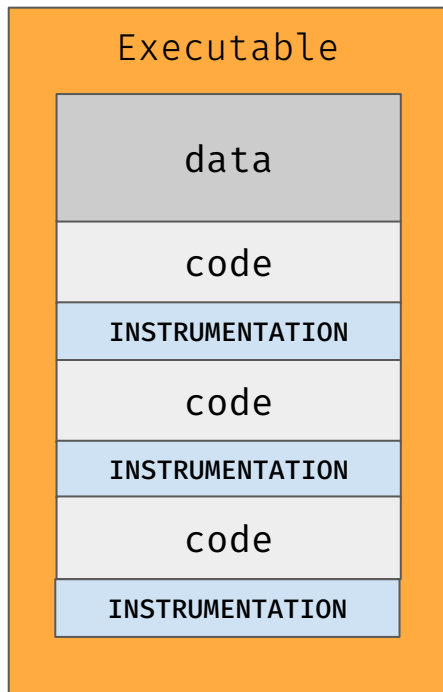 Executable
data
code
INSTRUMENTATION
code
INSTRUMENTATION
code
INSTRUMENTATION